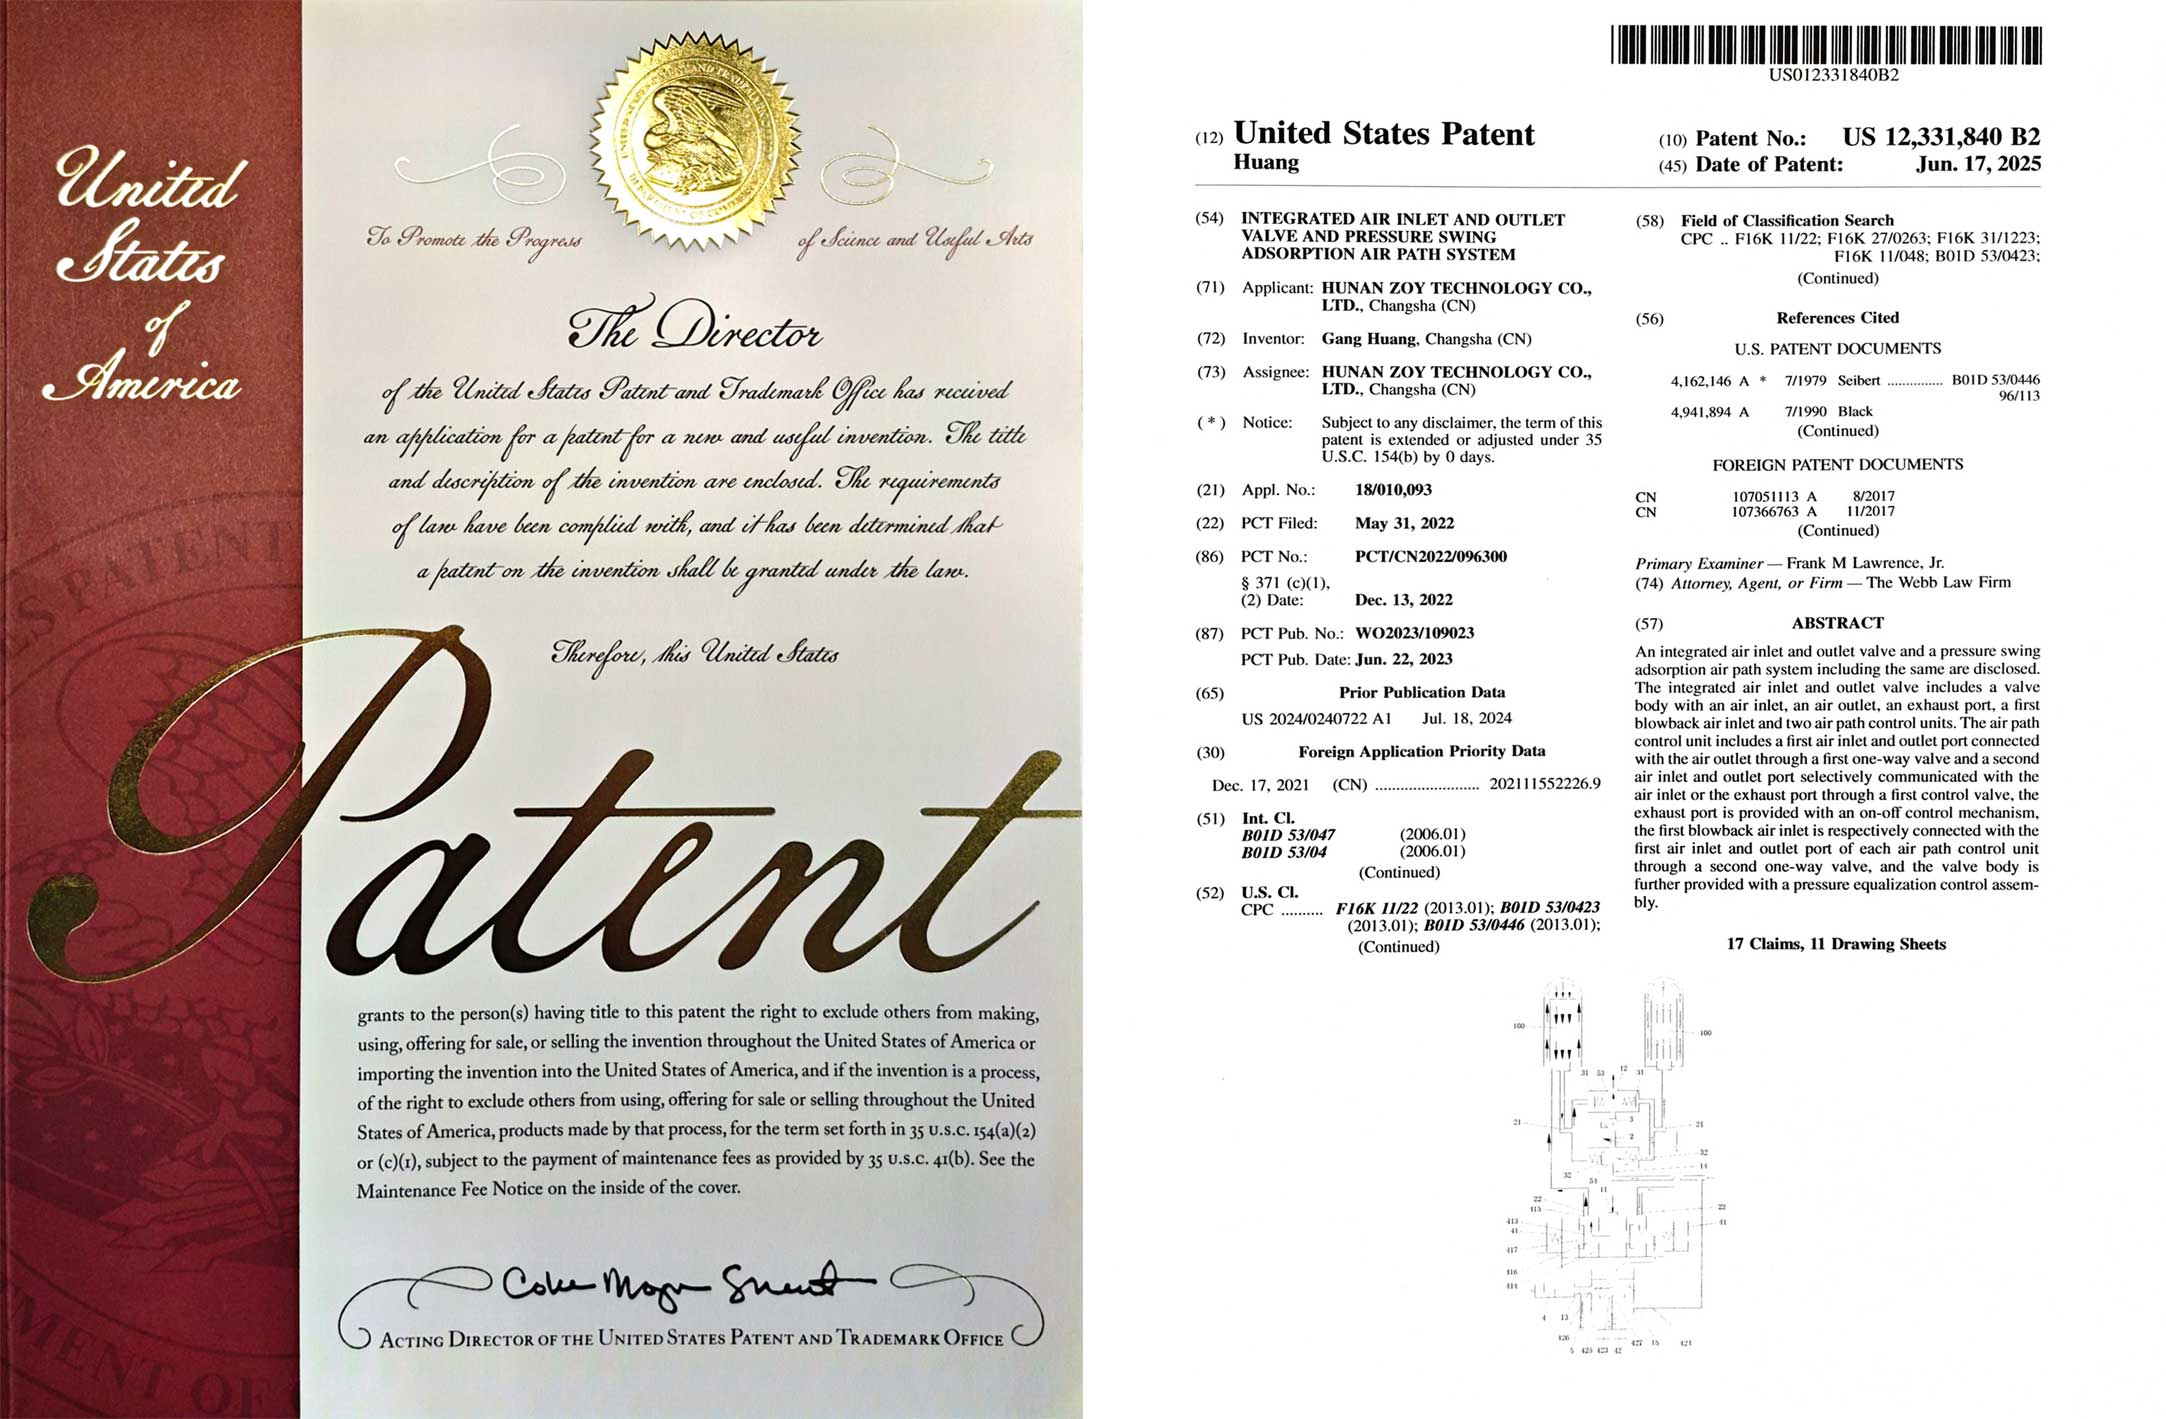 United
States
of
America
To Promote the Progress
of Science and Useful Arts
The Director
of the United States Patent and Trademark Office has received
an application for a patent for a new and useful invention. The title
and description of the invention are enclosed. The requirements
of law have been complied with, and it has been determined that
a patent on the invention shall be granted under the law.
Therefore, this United States
Patent
grants to the person(s) having title to this patent the right to exclude others from making,
using, offering for sale, or selling the invention throughout the United States of America or
importing the invention into the United States of America, and if the invention is a process,
of the right to exclude others from using, offering for sale or selling throughout the United
States of America, products made by that process, for the term set forth in 35 U.S.C. 154(a)(2)
or (c)(1), subject to the payment of maintenance fees as provided by 35 U.S.C. 41(b). See the
Maintenance Fee Notice on the inside of the cover.
ACTING DIRECTOR OF THE UNITED STATES PATENT AND TRADEMARK OFFICE
US012331840B2
(12) United States Patent
Huang
(10) Patent No.: US 12,331,840 B2
(45) Date of Patent: Jun. 17, 2025
(54) INTEGRATED AIR INLET AND OUTLET
VALVE AND PRESSURE SWING
ADSORPTION AIR PATH SYSTEM
(71) Applicant: HUNAN ZOY TECHNOLOGY CO.,
LTD., Changsha (CN)
(72) Inventor: Gang Huang, Changsha (CN)
(73) Assignee: HUNAN ZOY TECHNOLOGY CO.,
LTD., Changsha (CN)
(*) Notice: Subject to any disclaimer, the term of this
patent is extended or adjusted under 35
U.S.C. 154(b) by 0 days.
(21) Appl. No.: 18/010,093
(22) PCT Filed: May 31, 2022
(86) PCT No.: PCT/CN2022/096300
§ 371 (c)(1),
(2) Date: Dec. 13, 2022
(87) PCT Pub. No.: WO2023/109023
PCT Pub. Date: Jun. 22, 2023
(65) Prior Publication Data
US 2024/0240722 A1 Jul. 18, 2024
(30) Foreign Application Priority Data
Dec. 17, 2021 (CN) .......................... 202111552226.9
(51) Int. Cl.
B01D 53/047 (2006.01)
B01D 53/04 (2006.01)
(Continued)
(52) U.S. Cl.
CPC .......... F16K 11/22 (2013.01); B01D 53/0423
(2013.01); B01D 53/0446 (2013.01);
(Continued)
(58) Field of Classification Search
CPC .. F16K 11/22; F16K 27/0263; F16K 31/1223;
F16K 11/048; B01D 53/0423;
(Continued)
(56) References Cited
U.S. PATENT DOCUMENTS
4,162,146 A * 7/1979 Seibert ............... B01D 53/0446
96/113
4,941,894 A 7/1990 Black
(Continued)
FOREIGN PATENT DOCUMENTS
CN 107051113 A 8/2017
CN 107366763 A 11/2017
(Continued)
Primary Examiner — Frank M Lawrence, Jr.
(74) Attorney, Agent, or Firm — The Webb Law Firm
(57) ABSTRACT
An integrated air inlet and outlet valve and a pressure swing
adsorption air path system including the same are disclosed.
The integrated air inlet and outlet valve includes a valve
body with an air inlet, an air outlet, an exhaust port, a first
blowback air inlet and two air path control units. The air path
control unit includes a first air inlet and outlet port connected
with the air outlet through a first one-way valve and a second
air inlet and outlet port selectively communicated with the
air inlet or the exhaust port through a first control valve, the
exhaust port is provided with an on-off control mechanism,
the first blowback air inlet is respectively connected with the
first air inlet and outlet port of each air path control unit
through a second one-way valve, and the valve body is
further provided with a pressure equalization control assem-
bly.
17 Claims, 11 Drawing Sheets
100
100
31 53 12 31
3
21
21
2
32
14
32
51
11
22
415
22
413
41
41
417
416
414
4 13
426
427 15 421
5 425 423 42